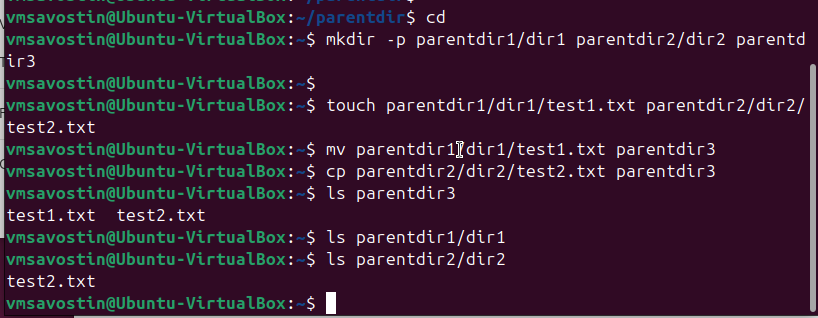 vmsavostin@Ubuntu-VirtualBox:~/parentdir$ cd
vmsavostin@Ubuntu-VirtualBox:~$ mkdir -p parentdir1/dir1 parentdir2/dir2 parentd
ir3
vmsavostin@Ubuntu-VirtualBox:~$
vmsavostin@Ubuntu-VirtualBox:~$ touch parentdir1/dir1/test1.txt parentdir2/dir2/
test2.txt
vmsavostin@Ubuntu-VirtualBox:~$ mv parentdir1/dir1/test1.txt parentdir3
vmsavostin@Ubuntu-VirtualBox:~$ cp parentdir2/dir2/test2.txt parentdir3
vmsavostin@Ubuntu-VirtualBox:~$ ls parentdir3
test1.txt  test2.txt
vmsavostin@Ubuntu-VirtualBox:~$ ls parentdir1/dir1
vmsavostin@Ubuntu-VirtualBox:~$ ls parentdir2/dir2
test2.txt
vmsavostin@Ubuntu-VirtualBox:~$